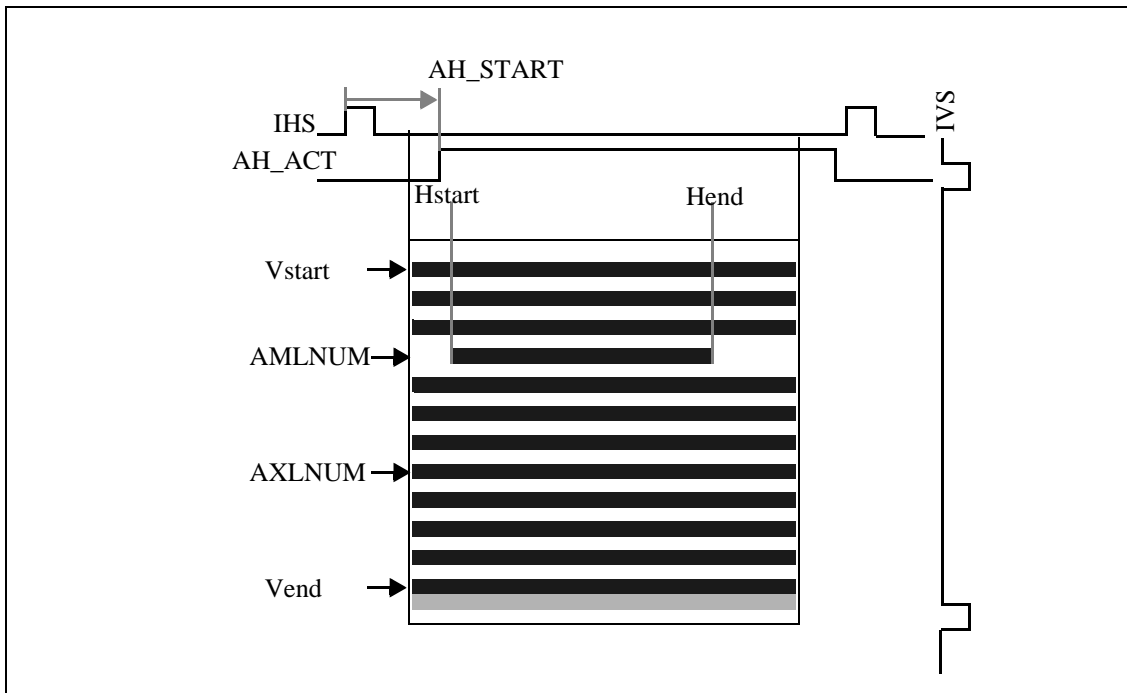 AH_START
IHS
IVS
AH_ACT
Hstart
Hend
Vstart
AMLNUM
AXLNUM
Vend